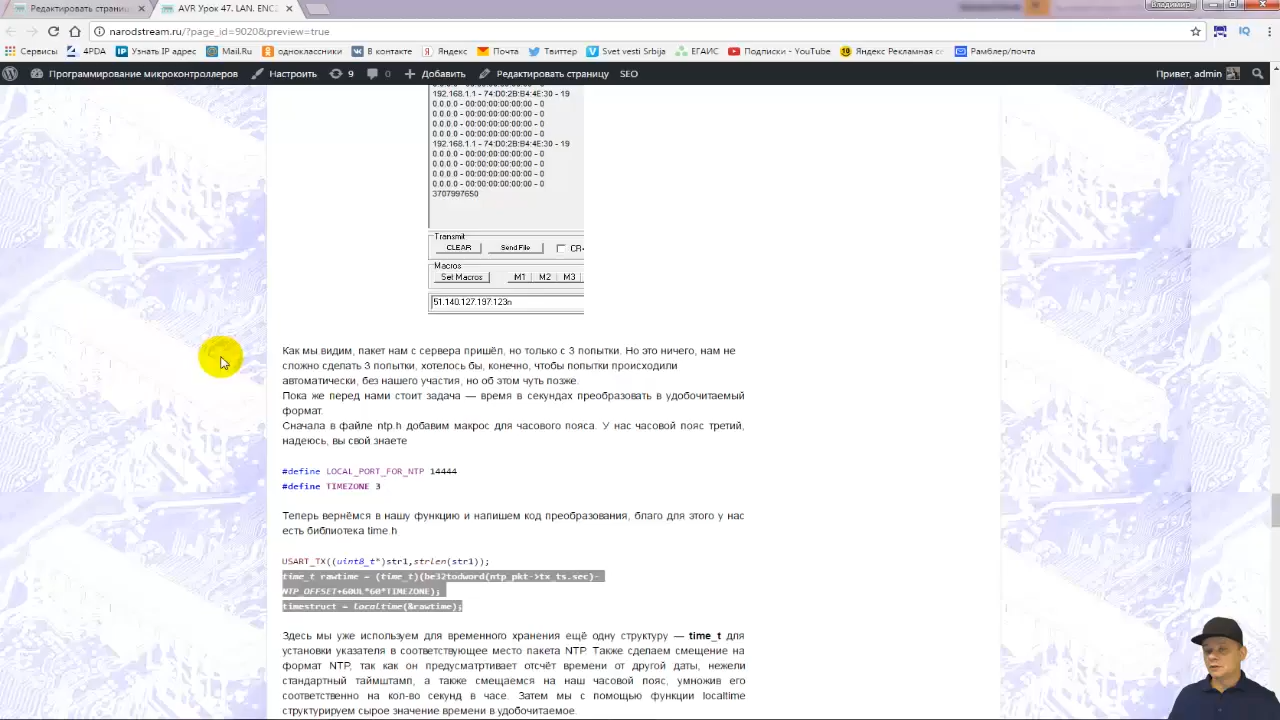 Редактировать страниц
AVR Урок 47. LAN. ENC2
Владимир
narodstream.ru/?page_id=9020&preview=true
Сервисы
4PDA
Узнать IP адрес
Mail.Ru
одноклассники
В контакте
Яндекс
Почта
Твиттер
Svet vesti Srbija
ЕГАИС
Подписки - YouTube
Яндекс Рекламная се
Рамблер/почта
Программирование микроконтроллеров
Настроить
9
0
Добавить
Редактировать страницу
SEO
Привет, admin
0.0.0.0 - 00:00:00:00:00:00 - 0
192.168.1.1 - 74:D0:2B:B4:4E:30 - 19
0.0.0.0 - 00:00:00:00:00:00 - 0
0.0.0.0 - 00:00:00:00:00:00 - 0
0.0.0.0 - 00:00:00:00:00:00 - 0
0.0.0.0 - 00:00:00:00:00:00 - 0
192.168.1.1 - 74:D0:2B:B4:4E:30 - 19
0.0.0.0 - 00:00:00:00:00:00 - 0
0.0.0.0 - 00:00:00:00:00:00 - 0
0.0.0.0 - 00:00:00:00:00:00 - 0
0.0.0.0 - 00:00:00:00:00:00 - 0
3707997650
Transmit
CLEAR
Send File
CR
Macros
Set Macros
M1
M2
M3
51.140.127.197.123n
Как мы видим, пакет нам с сервера пришёл, но только с 3 попытки. Но это ничего, нам не
сложно сделать 3 попытки, хотелось бы, конечно, чтобы попытки происходили
автоматически, без нашего участия, но об этом чуть позже.
Пока же перед нами стоит задача — время в секундах преобразовать в удобочитаемый
формат.
Сначала в файле ntp.h добавим макрос для часового пояса. У нас часовой пояс третий,
надеюсь, вы свой знаете
#define LOCAL_PORT_FOR_NTP 14444
#define TIMEZONE 3
Теперь вернёмся в нашу функцию и напишем код преобразования, благо для этого у нас
есть библиотека time.h
USART_TX((uint8_t*)str1,strlen(str1));
time_t rawtime = (time_t)(be32todword(ntp_pkt->tx_ts.sec)-
NTP_OFFSET+60UL*60*TIMEZONE);
timestruct = localtime(&rawtime);
Здесь мы уже используем для временного хранения ещё одну структуру — time_t для
установки указателя в соответствующее место пакета NTP. Также сделаем смещение на
формат NTP, так как он предусматртивает отсчёт времени от другой даты, нежели
стандартный таймштамп, а также смещаемся на наш часовой пояс, умножив его
соответственно на кол-во секунд в часе. Затем мы с помощью функции localtime
структурируем сырое значение времени в удобочитаемое.